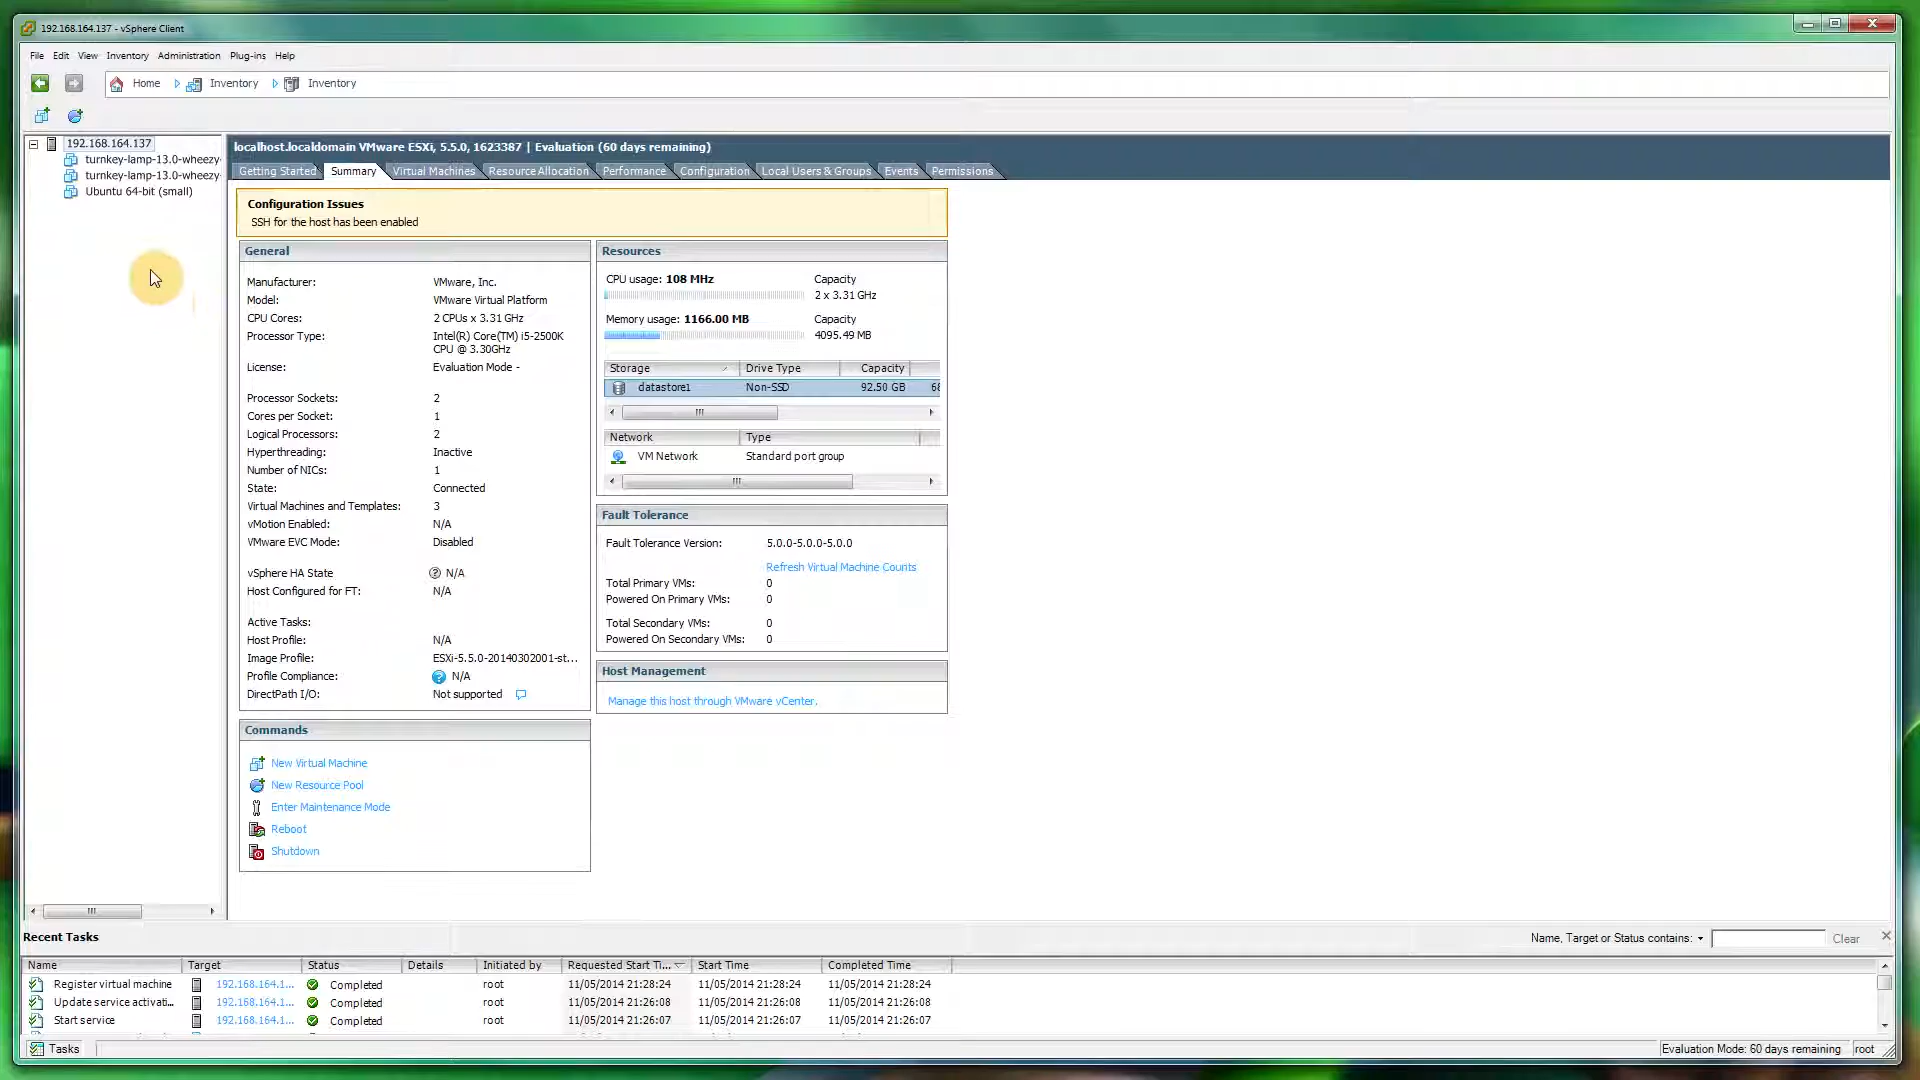 192.168.164.137 - vSphere Client
File Edit View Inventory Administration Plug-ins Help
Home Inventory Inventory
192.168.164.137
turnkey-lamp-13.0-wheezy-
turnkey-lamp-13.0-wheezy-
Ubuntu 64-bit (small)
localhost.localdomain VMware ESXi, 5.5.0, 1623387 | Evaluation (60 days remaining)
Getting Started Summary Virtual Machines Resource Allocation Performance Configuration Local Users & Groups Events Permissions
Configuration Issues
SSH for the host has been enabled
General
Manufacturer: VMware, Inc.
Model: VMware Virtual Platform
CPU Cores: 2 CPUs x 3.31 GHz
Processor Type: Intel(R) Core(TM) i5-2500K
CPU @ 3.30GHz
License: Evaluation Mode -
Processor Sockets: 2
Cores per Socket: 1
Logical Processors: 2
Hyperthreading: Inactive
Number of NICs: 1
State: Connected
Virtual Machines and Templates: 3
vMotion Enabled: N/A
VMware EVC Mode: Disabled
vSphere HA State N/A
Host Configured for FT: N/A
Active Tasks:
Host Profile: N/A
Image Profile: ESXi-5.5.0-20140302001-st...
Profile Compliance: N/A
DirectPath I/O: Not supported
Commands
New Virtual Machine
New Resource Pool
Enter Maintenance Mode
Reboot
Shutdown
Resources
CPU usage: 108 MHz Capacity
2 x 3.31 GHz
Memory usage: 1166.00 MB Capacity
4095.49 MB
Storage Drive Type Capacity
datastore1 Non-SSD 92.50 GB 68
Network Type
VM Network Standard port group
Fault Tolerance
Fault Tolerance Version: 5.0.0-5.0.0-5.0.0
Refresh Virtual Machine Counts
Total Primary VMs: 0
Powered On Primary VMs: 0
Total Secondary VMs: 0
Powered On Secondary VMs: 0
Host Management
Manage this host through VMware vCenter.
Recent Tasks
Name, Target or Status contains: Clear
Name Target Status Details Initiated by Requested Start Ti... Start Time Completed Time
Register virtual machine 192.168.164.1... Completed root 11/05/2014 21:28:24 11/05/2014 21:28:24 11/05/2014 21:28:24
Update service activati... 192.168.164.1... Completed root 11/05/2014 21:26:08 11/05/2014 21:26:08 11/05/2014 21:26:08
Start service 192.168.164.1... Completed root 11/05/2014 21:26:07 11/05/2014 21:26:07 11/05/2014 21:26:07
Tasks Evaluation Mode: 60 days remaining root